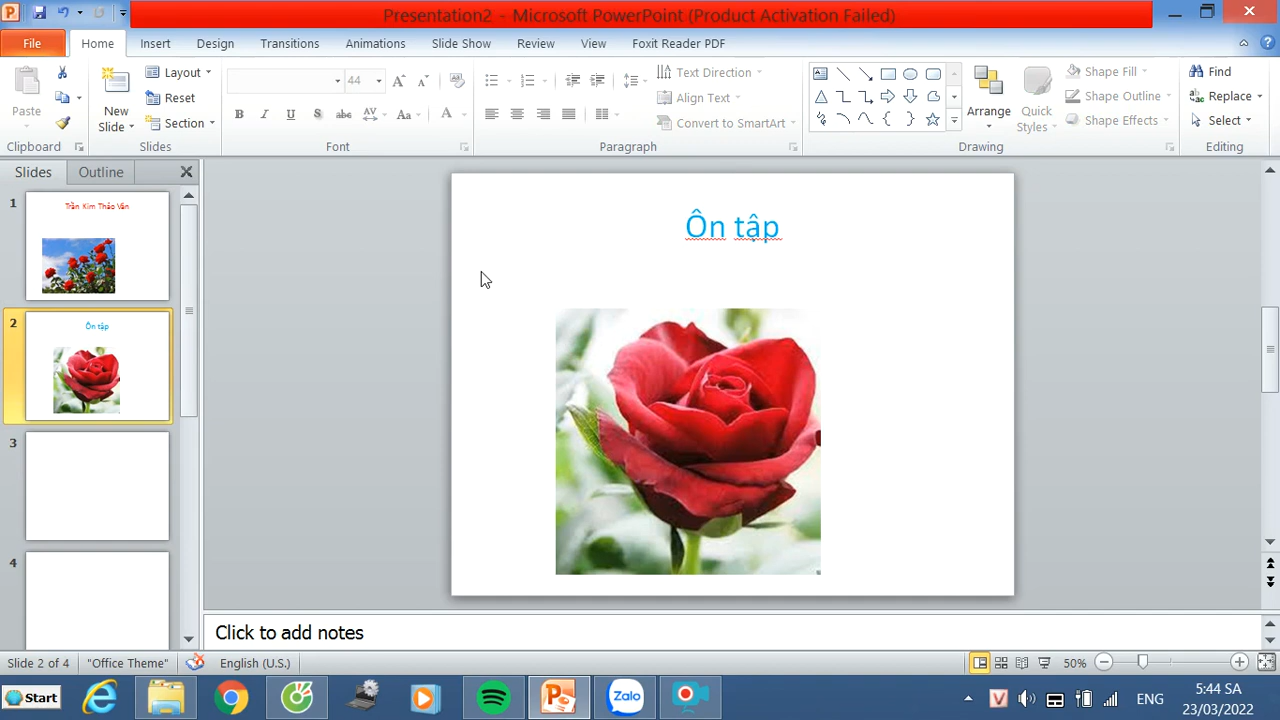 Presentation2 - Microsoft PowerPoint (Product Activation Failed)
File Home Insert Design Transitions Animations Slide Show Review View Foxit Reader PDF
Paste
Clipboard
New
Slide
Layout
Reset
Section
Slides
44
Font
Text Direction
Align Text
Convert to SmartArt
Paragraph
Arrange
Quick
Styles
Shape Fill
Shape Outline
Shape Effects
Drawing
Find
Replace
Select
Editing
Slides Outline
1
Trần Kim Thảo Vân
2
Ôn tập
3
4
Ôn tập
Click to add notes
Slide 2 of 4 "Office Theme" English (U.S.) 50%
Start Zalo ENG 5:44 SA
23/03/2022